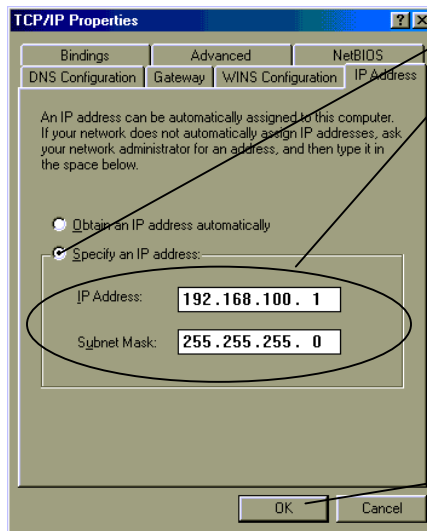 TCP/IP Properties
Bindings Advanced NetBIOS
DNS Configuration Gateway WINS Configuration IP Address
An IP address can be automatically assigned to this computer.
If your network does not automatically assign IP addresses, ask
your network administrator for an address, and then type it in
the space below.
Obtain an IP address automatically
Specify an IP address:
IP Address: 192.168.100. 1
Subnet Mask: 255.255.255. 0
OK Cancel